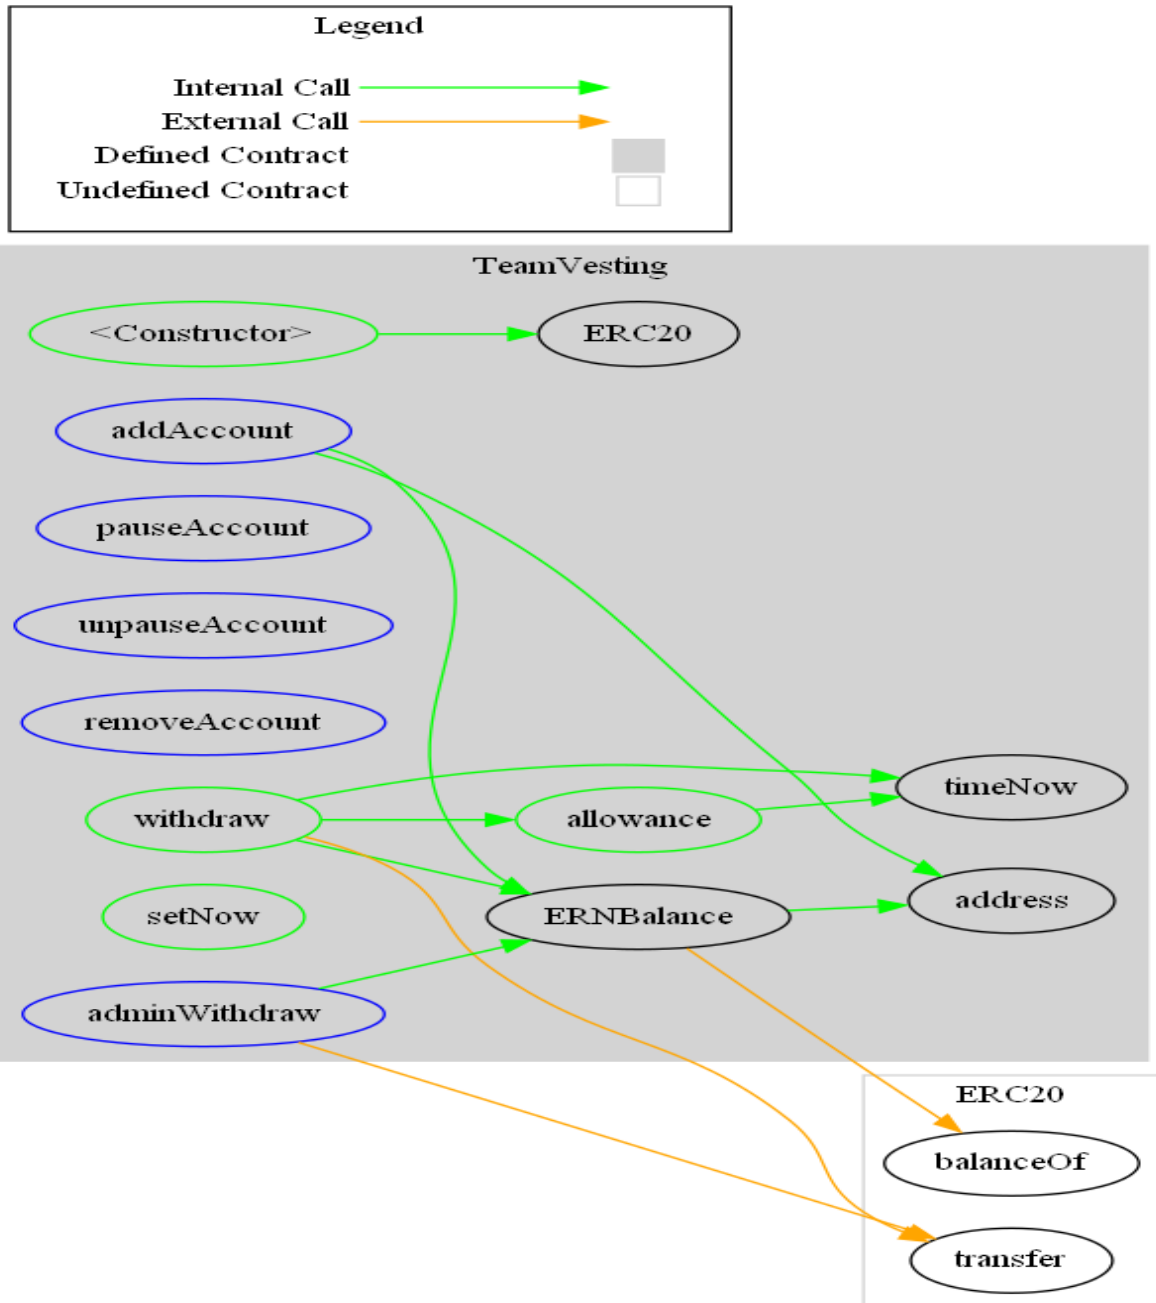 Legend
Internal Call
External Call
Defined Contract
Undefined Contract
TeamVesting
<Constructor>
ERC20
addAccount
pauseAccount
unpauseAccount
removeAccount
timeNow
withdraw
allowance
address
setNow
ERNBalance
adminWithdraw
ERC20
balanceOf
transfer